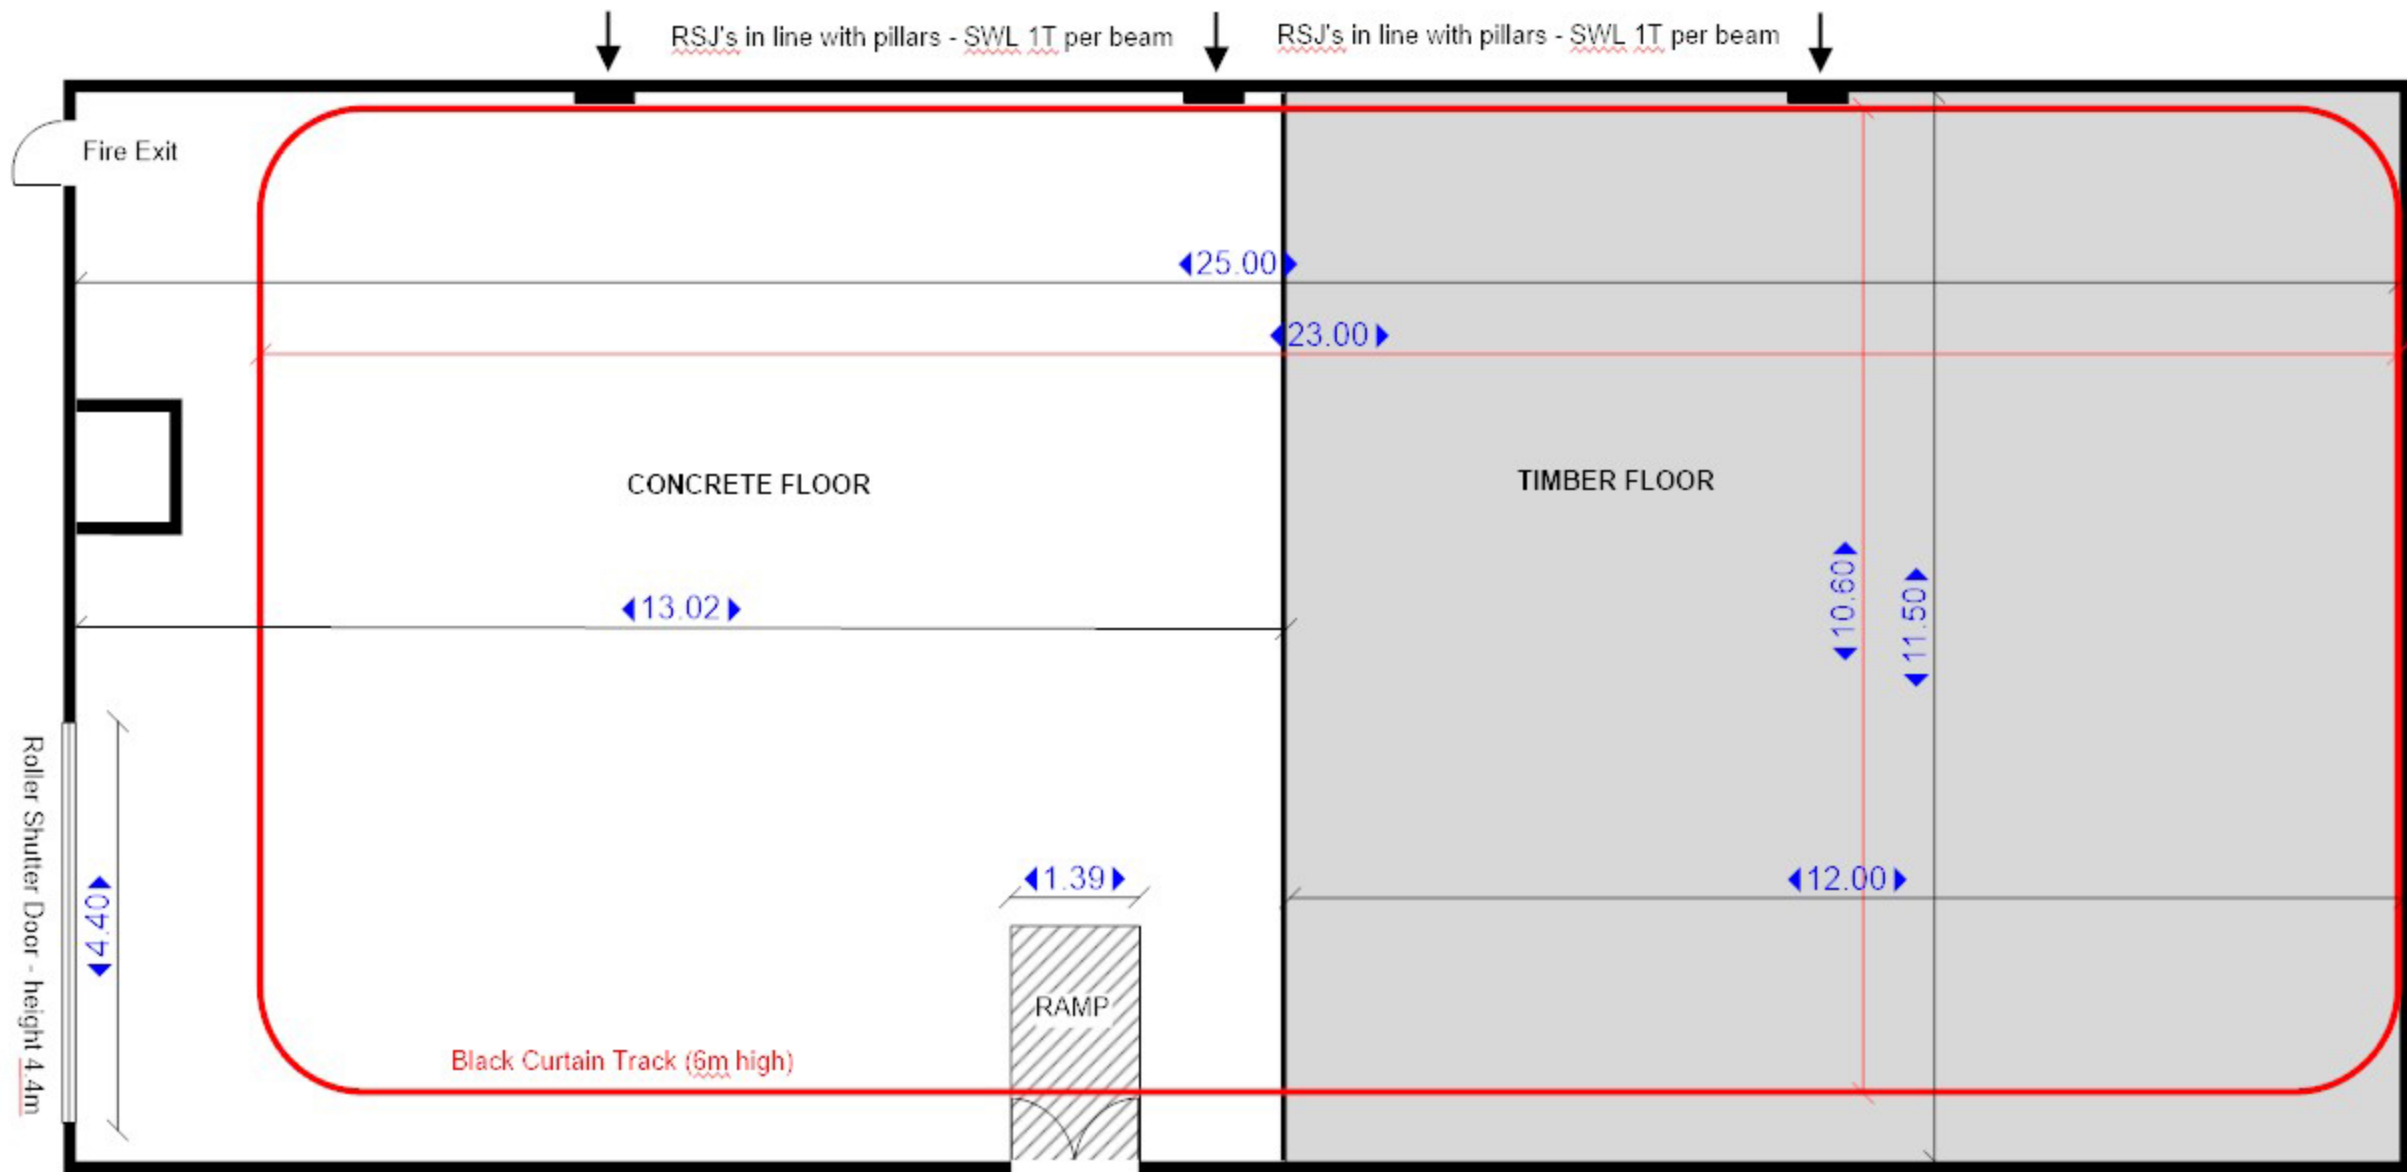 RSJ's in line with pillars - SWL 1T per beam
RSJ's in line with pillars - SWL 1T per beam
Fire Exit
25.00
23.00
CONCRETE FLOOR
TIMBER FLOOR
10.60
11.50
13.02
Roller Shutter Door - height 4.4m
4.40
1.39
12.00
RAMP
Black Curtain Track (6m high)